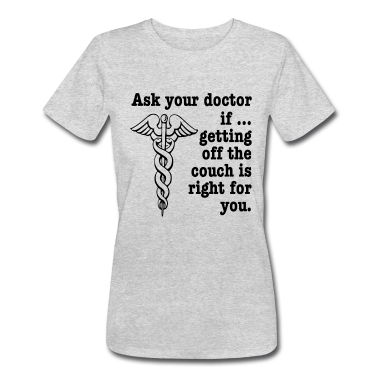 Ask your doctor
if ...
getting
off the
couch is
right for
you.